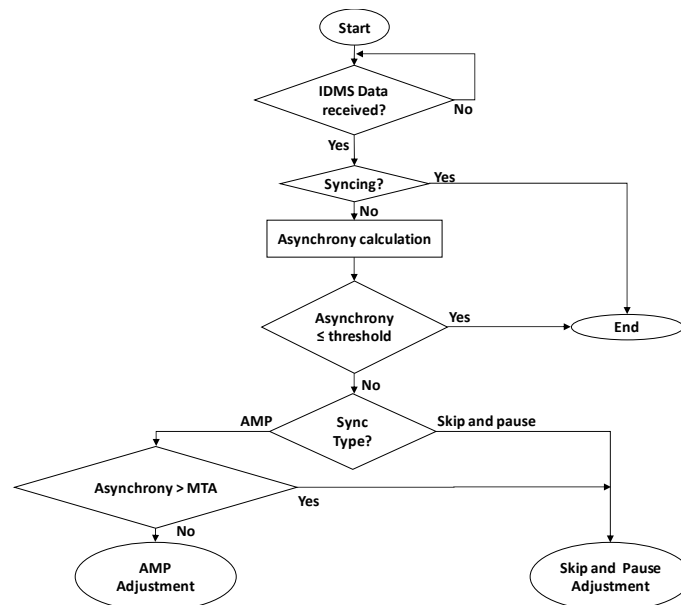 Start
IDMS Data
received?
No
Yes
Syncing?
Yes
No
Asynchrony calculation
Asynchrony
≤ threshold
Yes
End
No
AMP
Sync
Type?
Skip and pause
Asynchrony > MTA
Yes
No
AMP
Adjustment
Skip and Pause
Adjustment